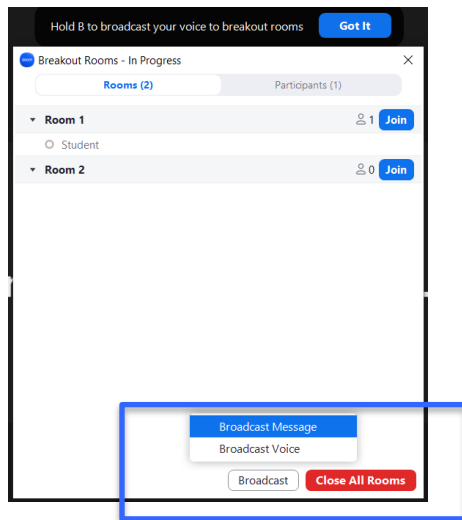 Hold B to broadcast your voice to breakout rooms Got It
Breakout Rooms - In Progress
Rooms (2) Participants (1)
Room 1 1 Join
Student
Room 2 0 Join
Broadcast Message
Broadcast Voice
Broadcast Close All Rooms